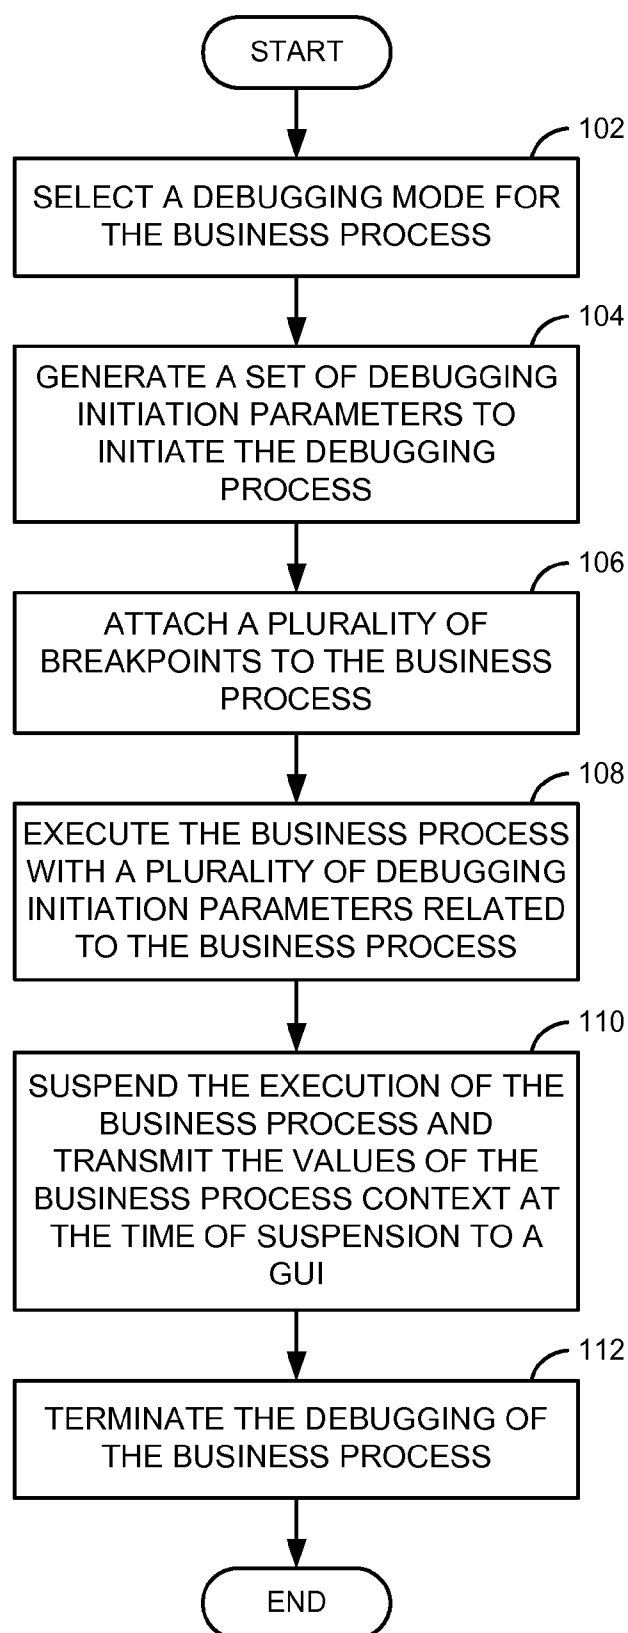 START
102
SELECT A DEBUGGING MODE FOR
THE BUSINESS PROCESS
104
GENERATE A SET OF DEBUGGING
INITIATION PARAMETERS TO
INITIATE THE DEBUGGING
PROCESS
106
ATTACH A PLURALITY OF
BREAKPOINTS TO THE BUSINESS
PROCESS
108
EXECUTE THE BUSINESS PROCESS
WITH A PLURALITY OF DEBUGGING
INITIATION PARAMETERS RELATED
TO THE BUSINESS PROCESS.
110
SUSPEND THE EXECUTION OF THE
BUSINESS PROCESS AND
TRANSMIT THE VALUES OF THE
BUSINESS PROCESS CONTEXT AT
THE TIME OF SUSPENSION TO A
GUI
112
TERMINATE THE DEBUGGING OF
THE BUSINESS PROCESS
END